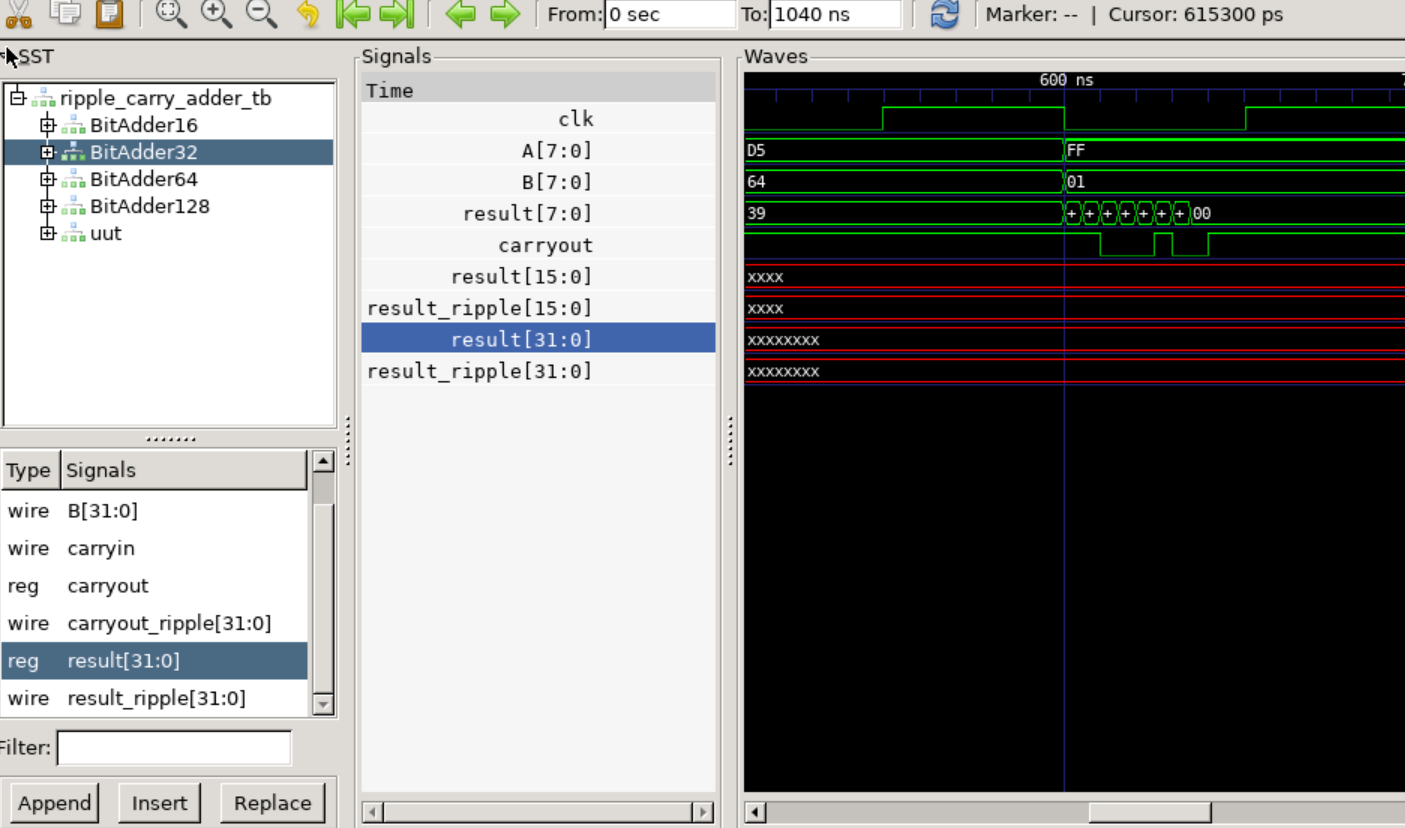 From: 0 sec To: 1040 ns Marker: -- | Cursor: 615300 ps
SST
ripple_carry_adder_tb
BitAdder16
BitAdder32
BitAdder64
BitAdder128
uut
Type Signals
wire B[31:0]
wire carryin
reg carryout
wire carryout_ripple[31:0]
reg result[31:0]
wire result_ripple[31:0]
Filter:
Append Insert Replace
Signals
Time
clk
A[7:0]
B[7:0]
result[7:0]
carryout
result[15:0]
result_ripple[15:0]
result[31:0]
result_ripple[31:0]
Waves
600 ns
D5 FF
64 01
39 + + + + + + + 00
xxxx
xxxx
xxxxxxxx
xxxxxxxx